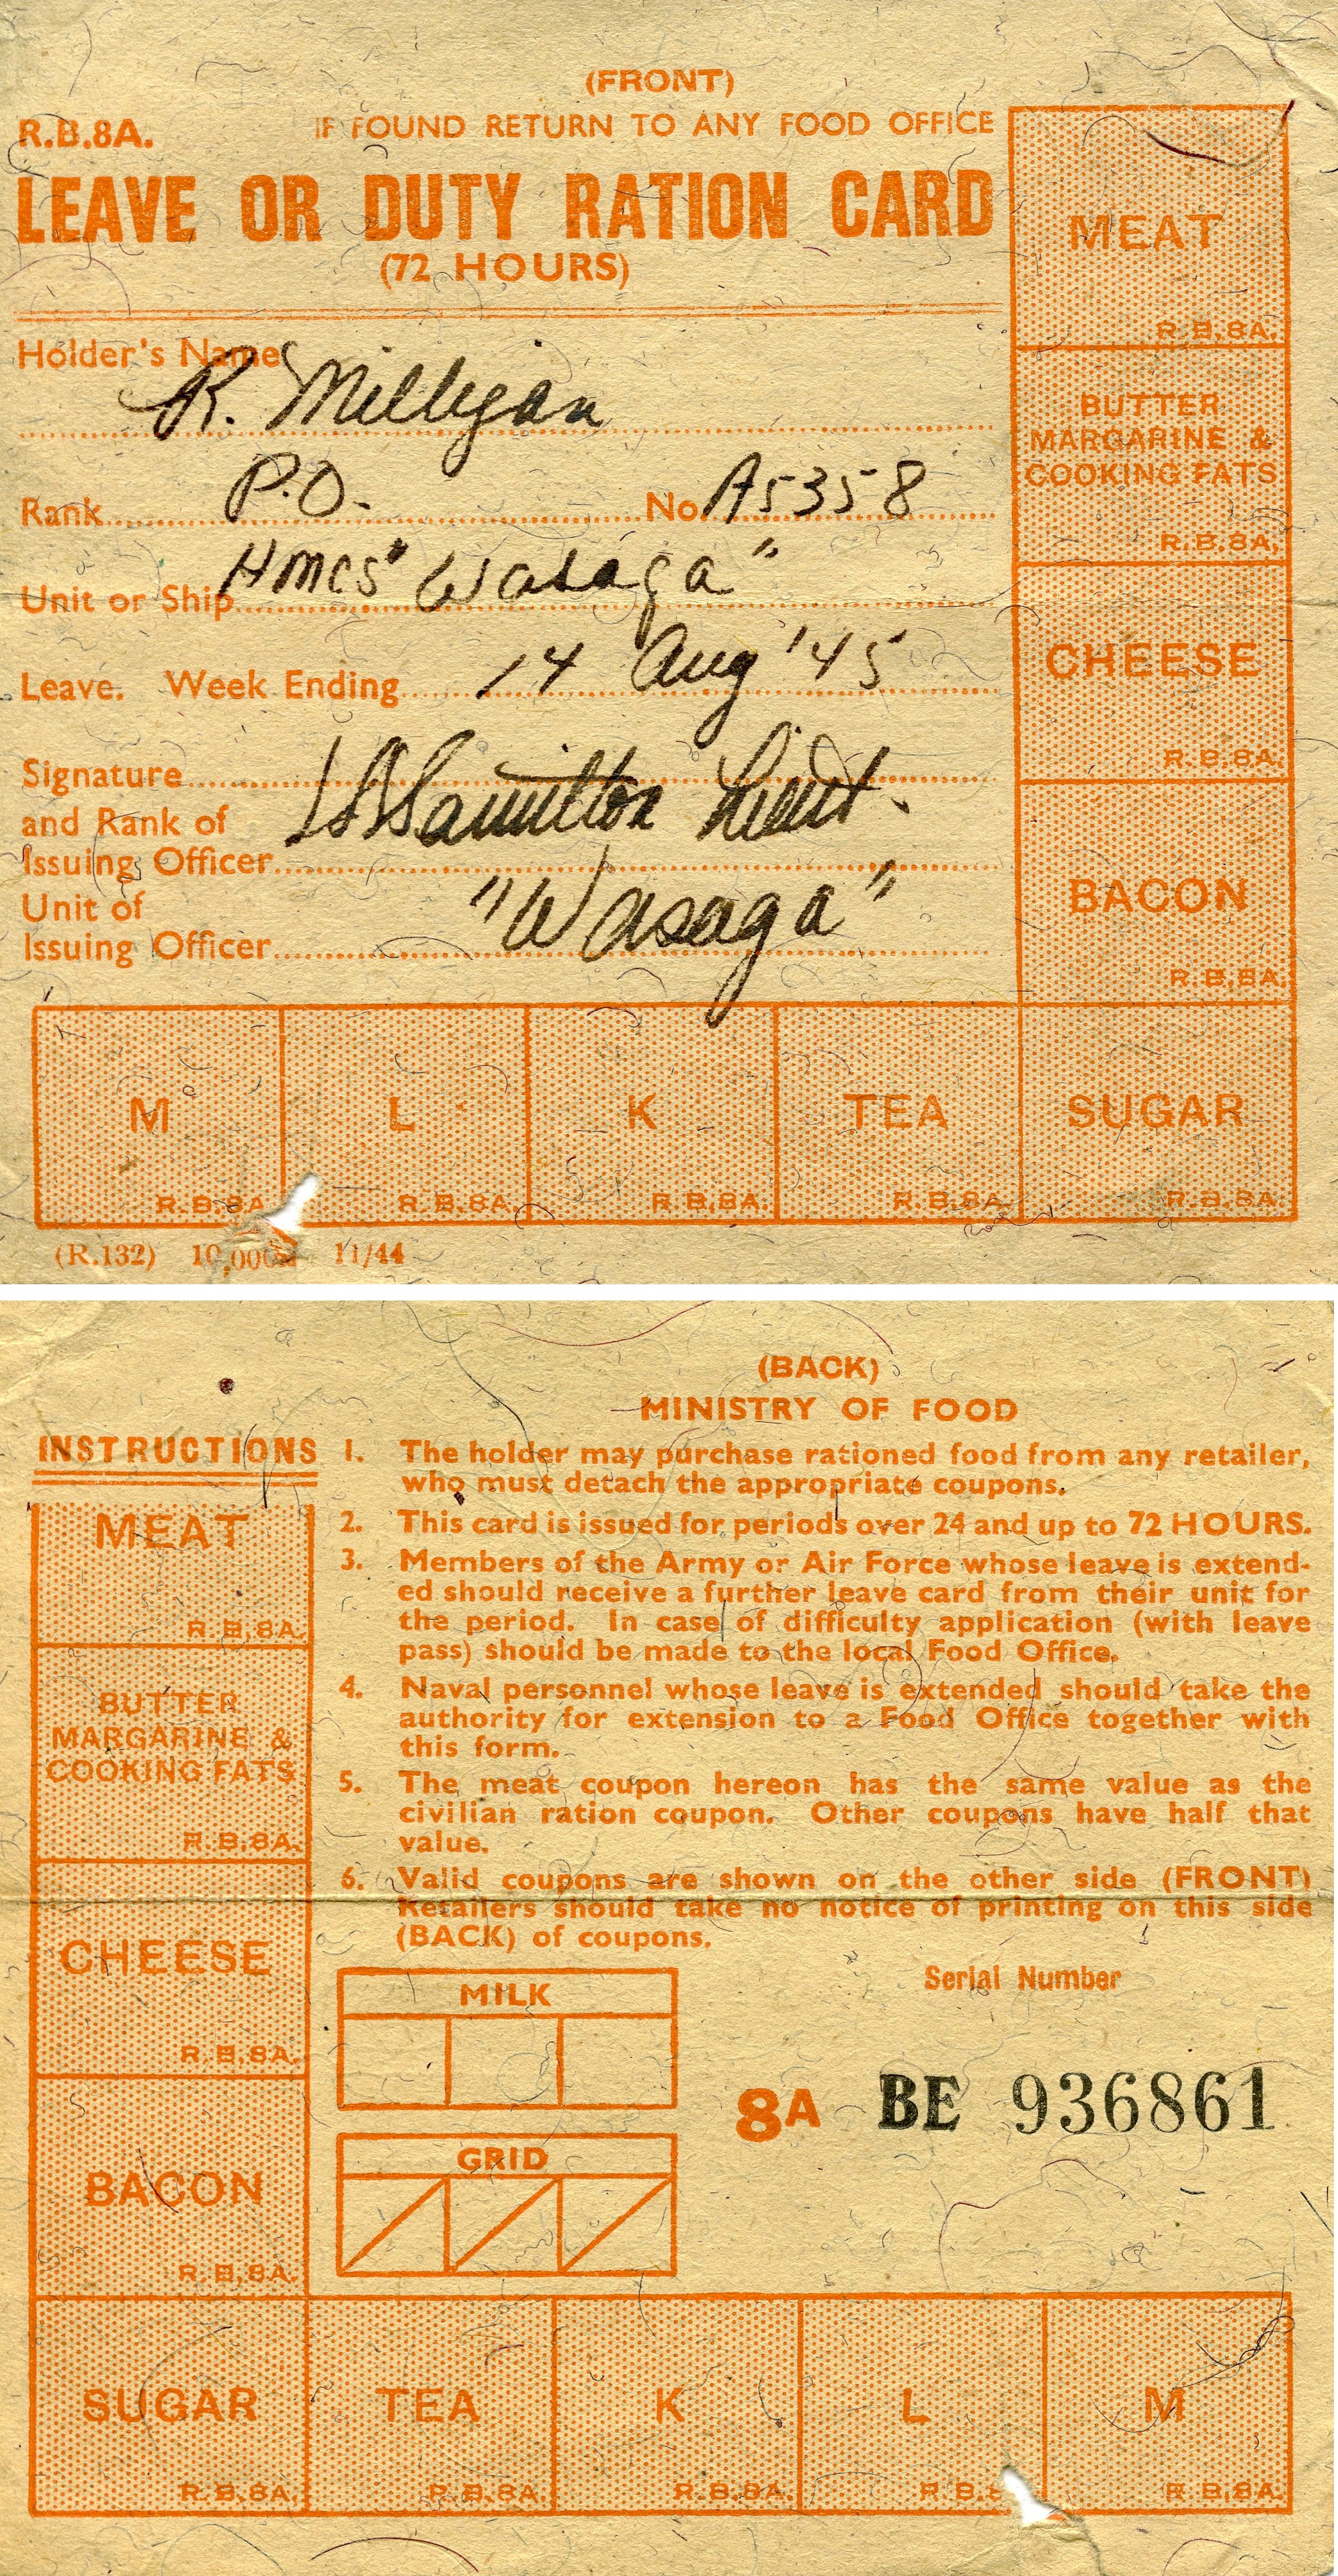 (FRONT)
R.B.8A. IF FOUND RETURN TO ANY FOOD OFFICE
LEAVE OR DUTY RATION CARD
(72 HOURS)
Holder's Name
R. Milligan
Rank P.O. No. A5358
Unit or Ship HMCS "Wasaga"
Leave. Week Ending 14 Aug '45
Signature
and Rank of
Issuing Officer Hamilton Lieut.
Unit of
Issuing Officer "Wasaga"
MEAT
R.B.8A.
BUTTER
MARGARINE &
COOKING FATS
R.B.8A.
CHEESE
R.B.8A.
BACON
R.B.8A.
M L K TEA SUGAR
R.B.8A. R.B.8A. R.B.8A. R.B.8A. R.B.8A.
(R.132) 10,000M 11/44
(BACK)
MINISTRY OF FOOD
INSTRUCTIONS
1. The holder may purchase rationed food from any retailer,
who must detach the appropriate coupons.
2. This card is issued for periods over 24 and up to 72 HOURS.
3. Members of the Army or Air Force whose leave is extend-
ed should receive a further leave card from their unit for
the period. In case of difficulty application (with leave
pass) should be made to the local Food Office.
4. Naval personnel whose leave is extended should take the
authority for extension to a Food Office together with
this form.
5. The meat coupon hereon has the same value as the
civilian ration coupon. Other coupons have half that
value.
6. Valid coupons are shown on the other side (FRONT)
Retailers should take no notice of printing on this side
(BACK) of coupons.
MEAT
R.B.8A.
BUTTER
MARGARINE &
COOKING FATS
R.B.8A.
CHEESE
R.B.8A.
BACON
R.B.8A.
MILK
GRID
Serial Number
8A BE 936861
SUGAR TEA K L M
R.B.8A. R.B.8A. R.B.8A. R.B.8 R.B.8A.